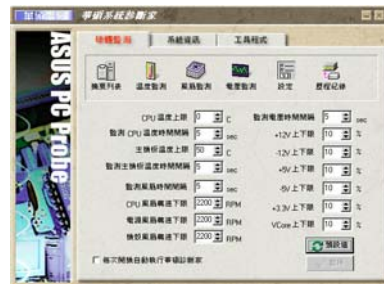 華碩系統診斷家
ASUS PC Probe
硬體監測 系統資訊 工具程式
摘要列表 溫度監測 風扇監測 電壓監測 設定 歷程紀錄
CPU 溫度上限 0 C
監測 CPU 溫度時間間隔 5 sec
主機板溫度上限 50 C
監測主機板溫度時間間隔 5 sec
監測風扇時間間隔 5 sec
CPU 風扇轉速下限 2200 RPM
電源風扇轉速下限 2200 RPM
機殼風扇轉速下限 2200 RPM
監測電壓時間間隔 5 sec
+12V 上下限 10 %
-12V 上下限 10 %
+5V 上下限 10 %
-5V 上下限 10 %
+3.3V 上下限 10 %
VCore 上下限 10 %
預設值
每次開機自動執行華碩診斷家